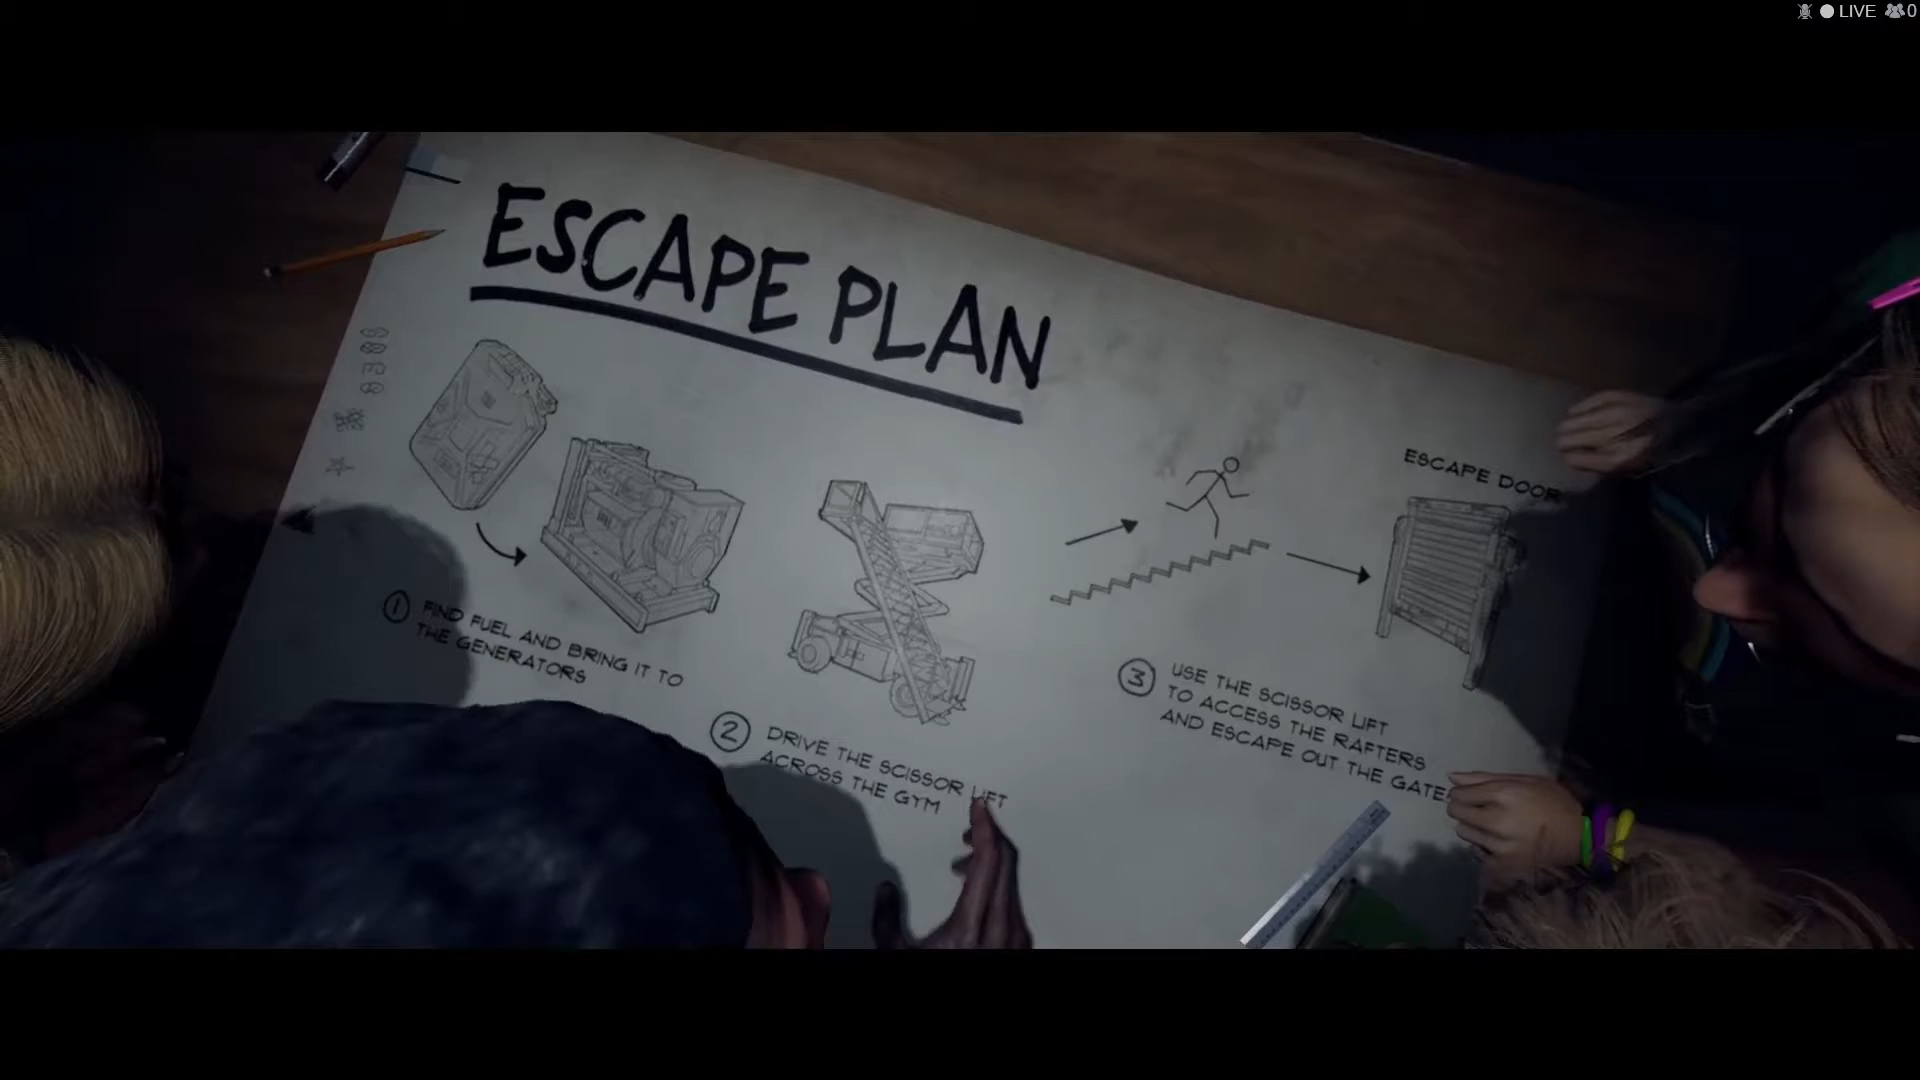 LIVE 0
ESCAPE PLAN
ESCAPE DOOR
1 FIND FUEL AND BRING IT TO
THE GENERATORS
2 DRIVE THE SCISSOR LIFT
ACROSS THE GYM
3 USE THE SCISSOR LIFT
TO ACCESS THE RAFTERS
AND ESCAPE OUT THE GATE